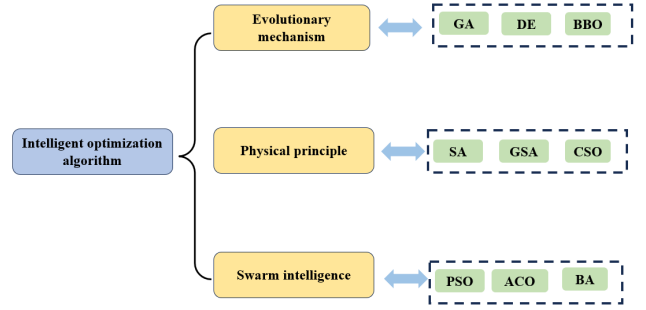 Evolutionary
mechanism
GA DE BBO
Intelligent optimization
algorithm
Physical principle
SA GSA CSO
Swarm intelligence
PSO ACO BA